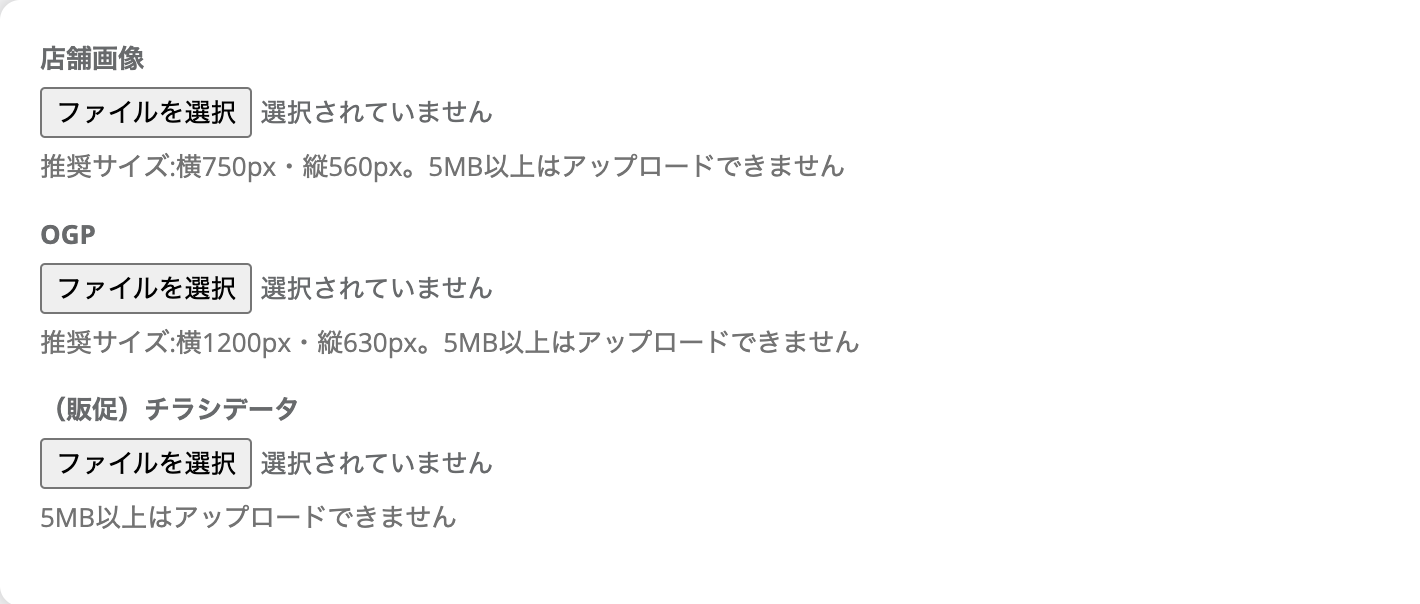 店舗画像
ファイルを選択 選択されていません
推奨サイズ:横750px・縦560px。5MB以上はアップロードできません
OGP
ファイルを選択 選択されていません
推奨サイズ:横1200px・縦630px。5MB以上はアップロードできません
（販促）チラシデータ
ファイルを選択 選択されていません
5MB以上はアップロードできません